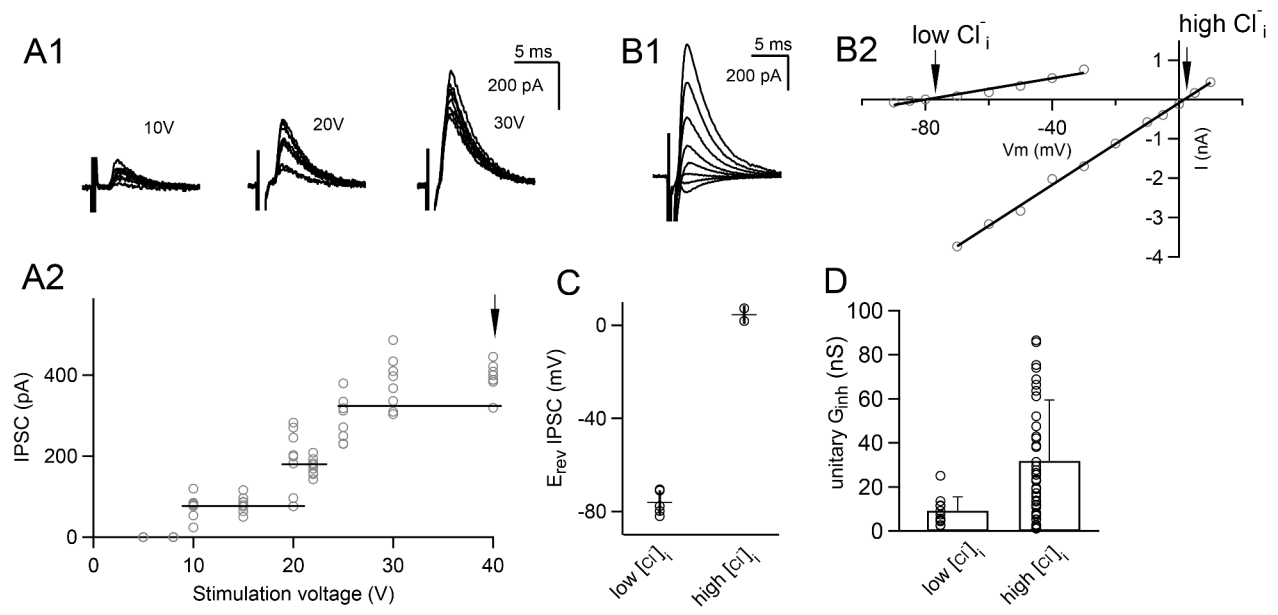 A1
5 ms
200 pA
10V
20V
30V
B1
5 ms
200 pA
B2
low Cl⁻i
high Cl⁻i
1
-80
-40
Vm (mV)
-1
-2
-3
-4
I (nA)
A2
IPSC (pA)
400
200
0
0
10
20
30
40
Stimulation voltage (V)
C
Erev IPSC (mV)
0
-40
-80
low [Cl⁻]i
high [Cl⁻]i
D
unitary Ginh (nS)
100
80
60
40
20
0
low [Cl⁻]i
high [Cl⁻]i